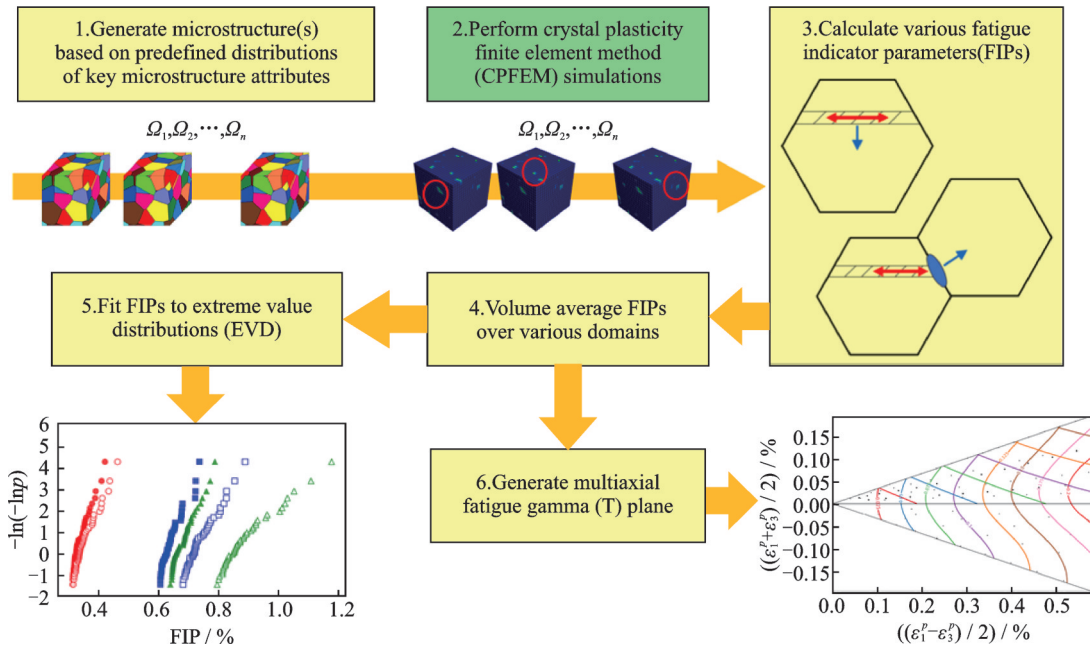 1.Generate microstructure(s)
based on predefined distributions
of key microstructure attributes
2.Perform crystal plasticity
finite element method
(CPFEM) simulations
3.Calculate various fatigue
indicator parameters(FIPs)
Ω₁,Ω₂,⋯,Ωₙ
Ω₁,Ω₂,⋯,Ωₙ
5.Fit FIPs to extreme value
distributions (EVD)
4.Volume average FIPs
over various domains
6.Generate multiaxial
fatigue gamma (T) plane
−ln(−lnp)
6
5
4
3
2
1
0
−1
−2
0.4
0.6
0.8
1.0
1.2
FIP / %
((ε₁ᵖ+ε₃ᵖ) / 2) / %
0.15
0.10
0.05
0.00
−0.05
−0.10
−0.15
0.0
0.1
0.2
0.3
0.4
0.5
((ε₁ᵖ−ε₃ᵖ) / 2) / %